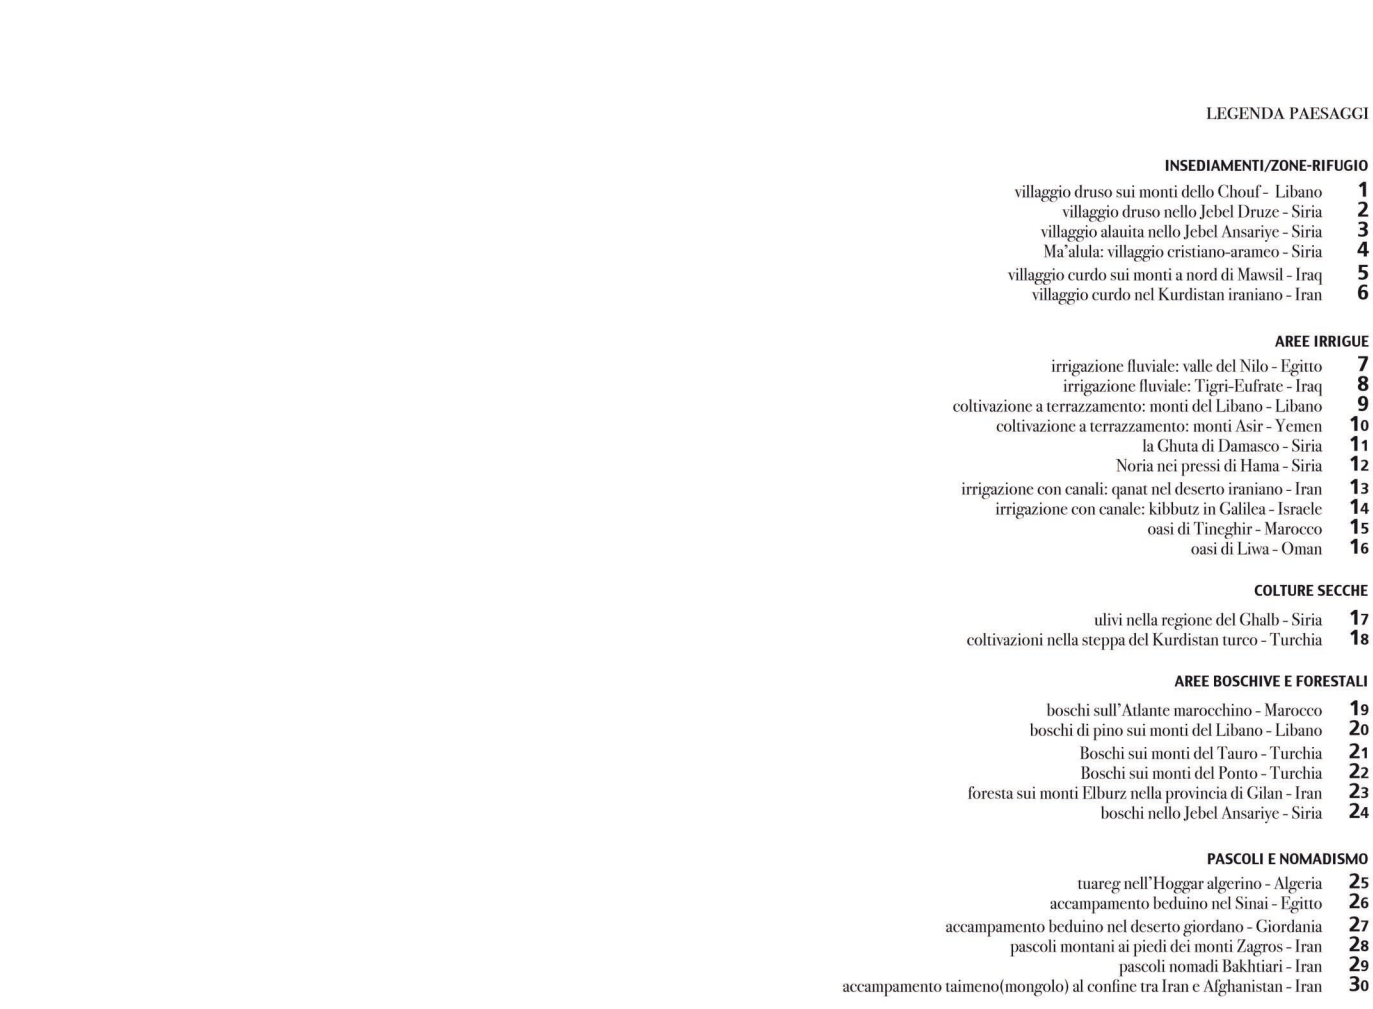 LEGENDA PAESAGGI
INSEDIAMENTI/ZONE-RIFUGIO
villaggio druso sui monti dello Chouf - Libano 1
villaggio druso nello Jebel Druze - Siria 2
villaggio alauita nello Jebel Ansariye - Siria 3
Ma'alula: villaggio cristiano-arameo - Siria 4
villaggio curdo sui monti a nord di Mawsil - Iraq 5
villaggio curdo nel Kurdistan iraniano - Iran 6
AREE IRRIGUE
irrigazione fluviale: valle del Nilo - Egitto 7
irrigazione fluviale: Tigri-Eufrate - Iraq 8
coltivazione a terrazzamento: monti del Libano - Libano 9
coltivazione a terrazzamento: monti Asir - Yemen 10
la Ghuta di Damasco - Siria 11
Noria nei pressi di Hama - Siria 12
irrigazione con canali: qanat nel deserto iraniano - Iran 13
irrigazione con canale: kibbutz in Galilea - Israele 14
oasi di Tineghir - Marocco 15
oasi di Liwa - Oman 16
COLTURE SECCHE
ulivi nella regione del Ghalb - Siria 17
coltivazioni nella steppa del Kurdistan turco - Turchia 18
AREE BOSCHIVE E FORESTALI
boschi sull'Atlante marocchino - Marocco 19
boschi di pino sui monti del Libano - Libano 20
Boschi sui monti del Tauro - Turchia 21
Boschi sui monti del Ponto - Turchia 22
foresta sui monti Elburz nella provincia di Gilan - Iran 23
boschi nello Jebel Ansariye - Siria 24
PASCOLI E NOMADISMO
tuareg nell'Hoggar algerino - Algeria 25
accampamento beduino nel Sinai - Egitto 26
accampamento beduino nel deserto giordano - Giordania 27
pascoli montani ai piedi dei monti Zagros - Iran 28
pascoli nomadi Bakhtiari - Iran 29
accampamento taimeno(mongolo) al confine tra Iran e Afghanistan - Iran 30